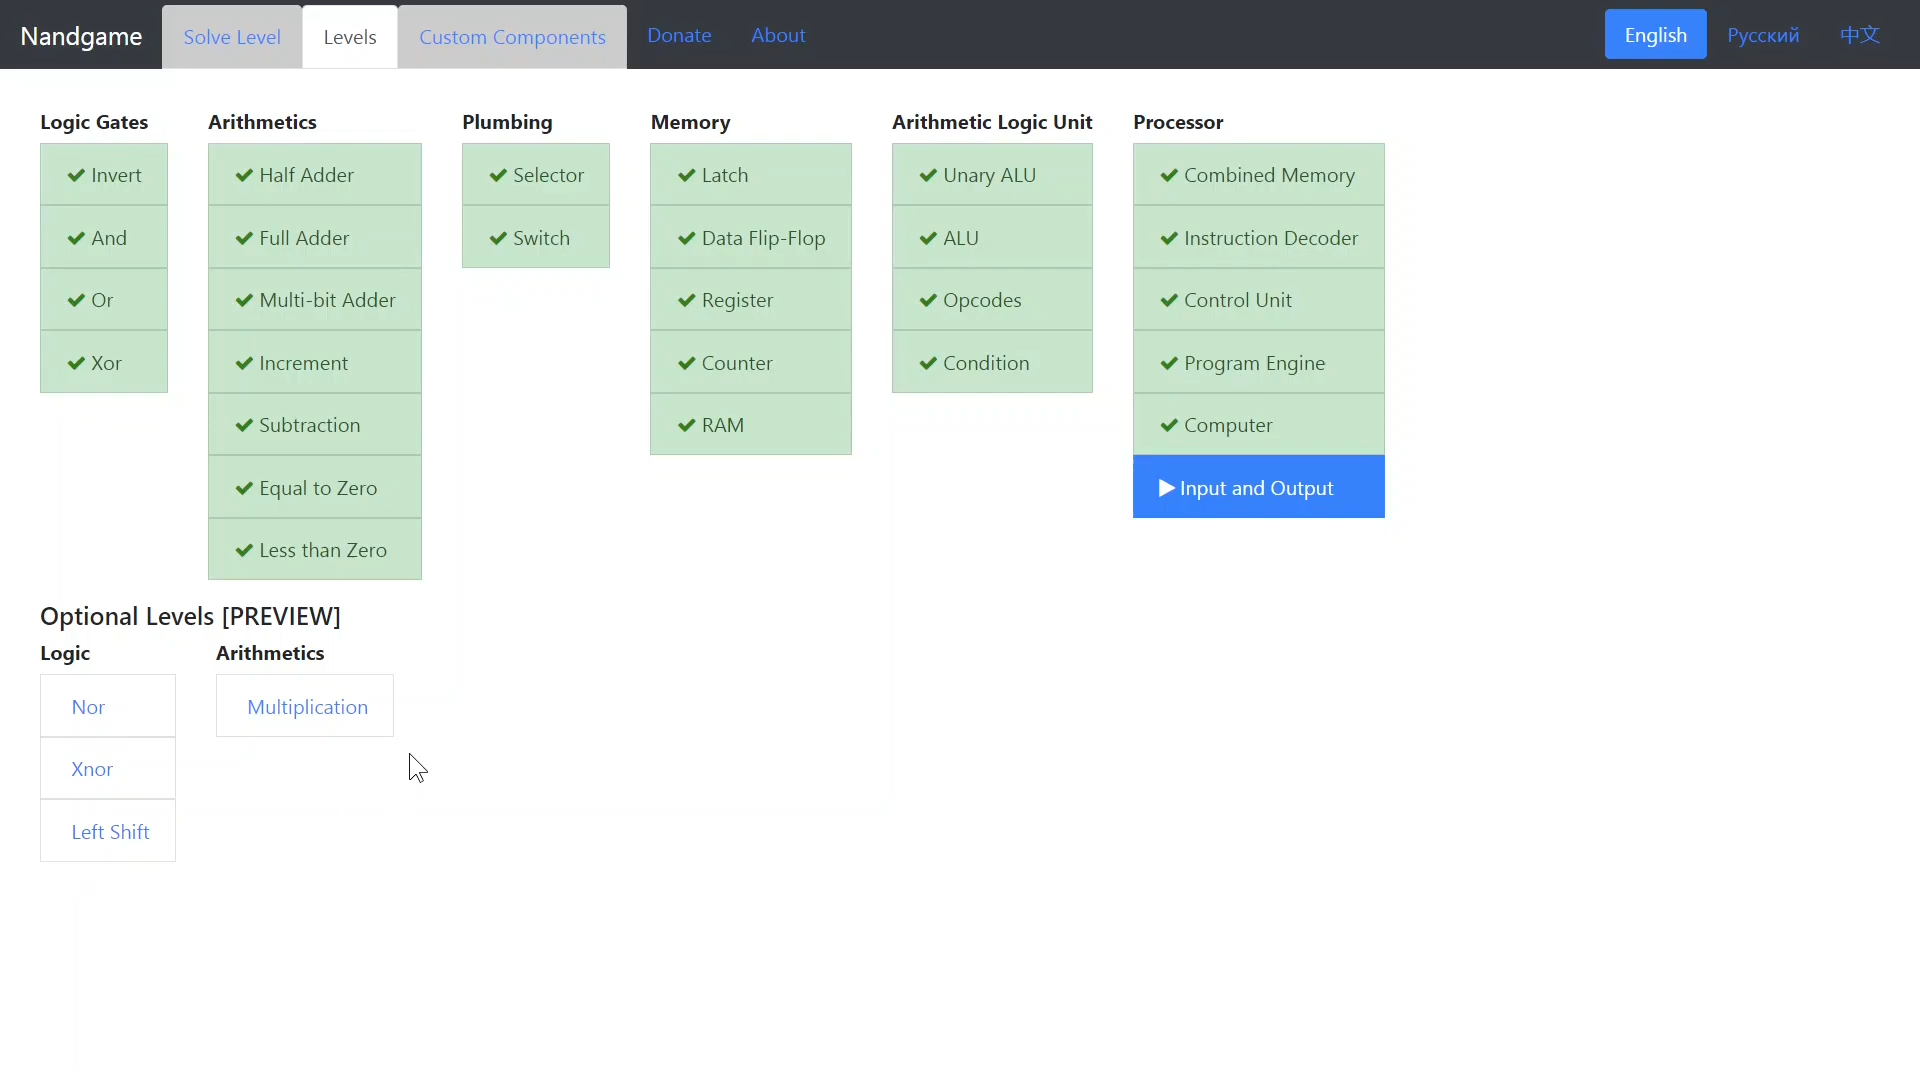 Nandgame
Solve Level
Levels
Custom Components
Donate
About
English
Русский
中文
Logic Gates
Invert
And
Or
Xor
Arithmetics
Half Adder
Full Adder
Multi-bit Adder
Increment
Subtraction
Equal to Zero
Less than Zero
Plumbing
Selector
Switch
Memory
Latch
Data Flip-Flop
Register
Counter
RAM
Arithmetic Logic Unit
Unary ALU
ALU
Opcodes
Condition
Processor
Combined Memory
Instruction Decoder
Control Unit
Program Engine
Computer
Input and Output
Optional Levels [PREVIEW]
Logic
Nor
Xnor
Left Shift
Arithmetics
Multiplication